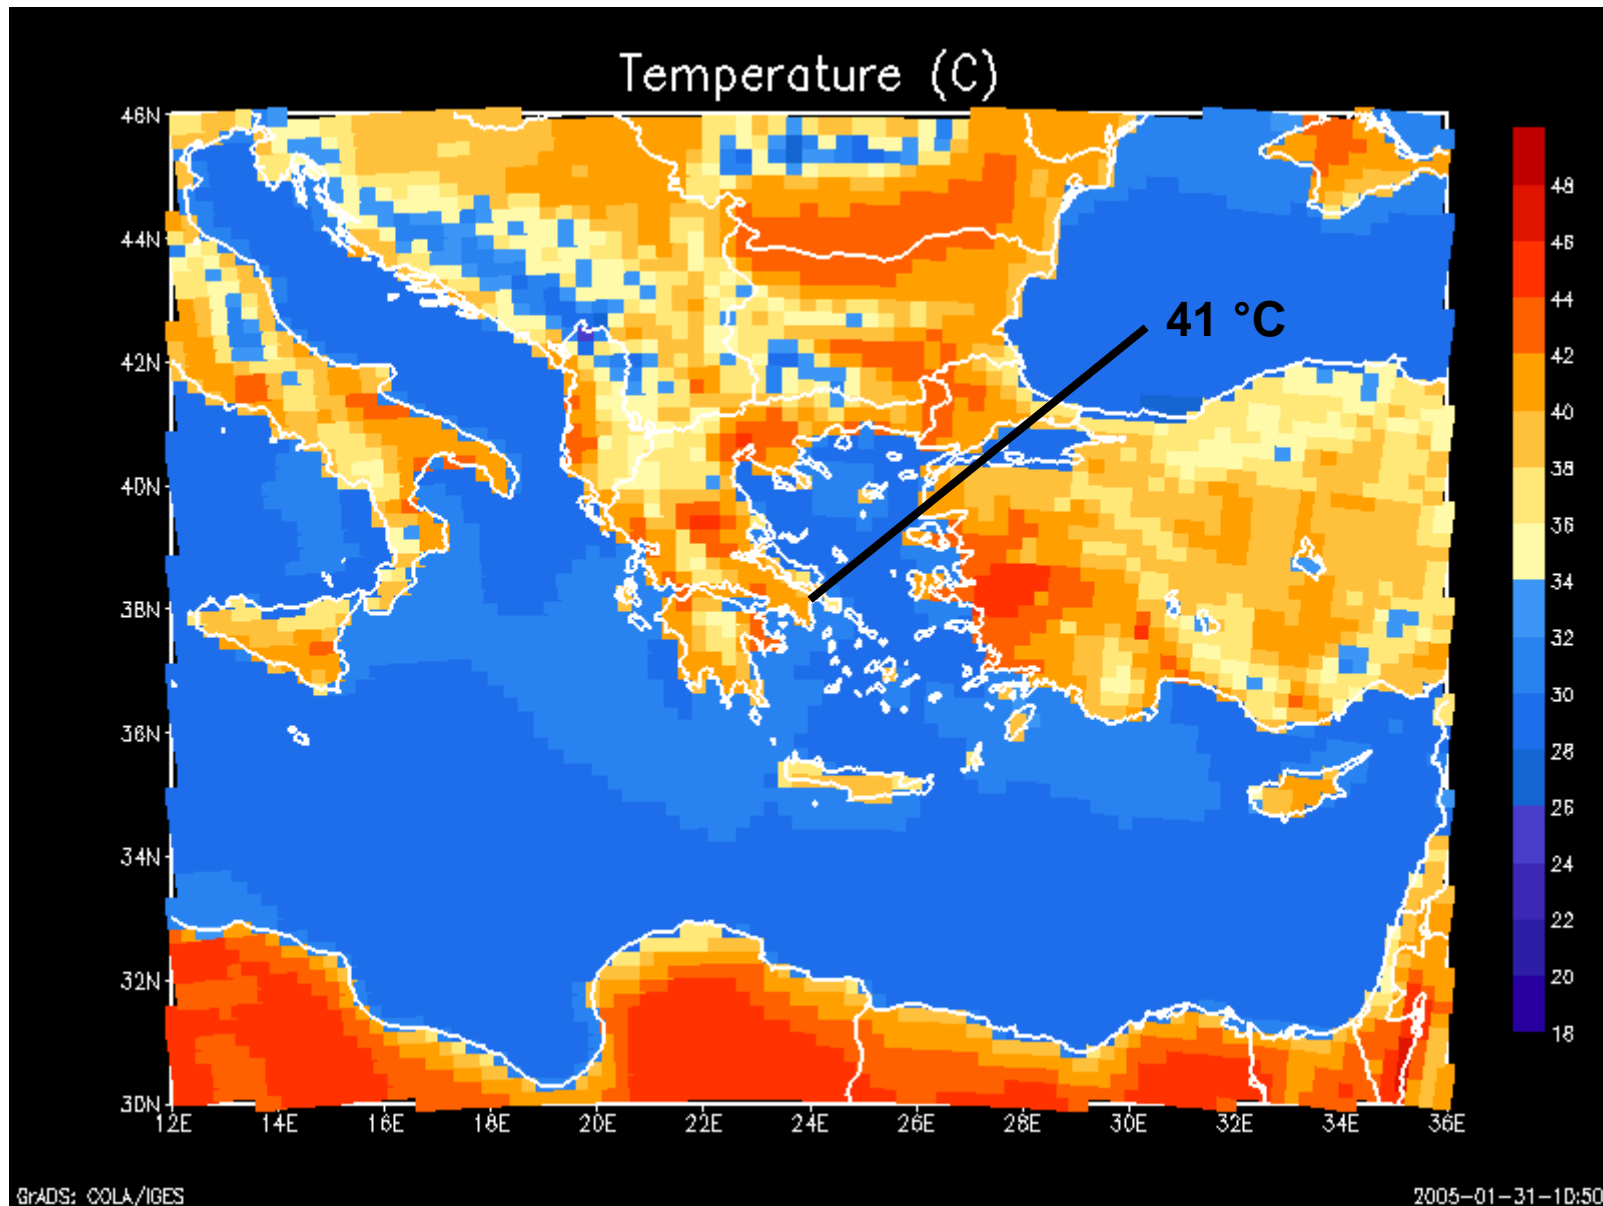 Temperature (C)
46N
44N
42N
40N
38N
36N
34N
32N
30N
12E 14E 16E 18E 20E 22E 24E 26E 28E 30E 32E 34E 36E
41 °C
48
46
44
42
40
38
36
34
32
30
28
26
24
22
20
18
GrADS: COLA/IGES
2005-01-31-10:50